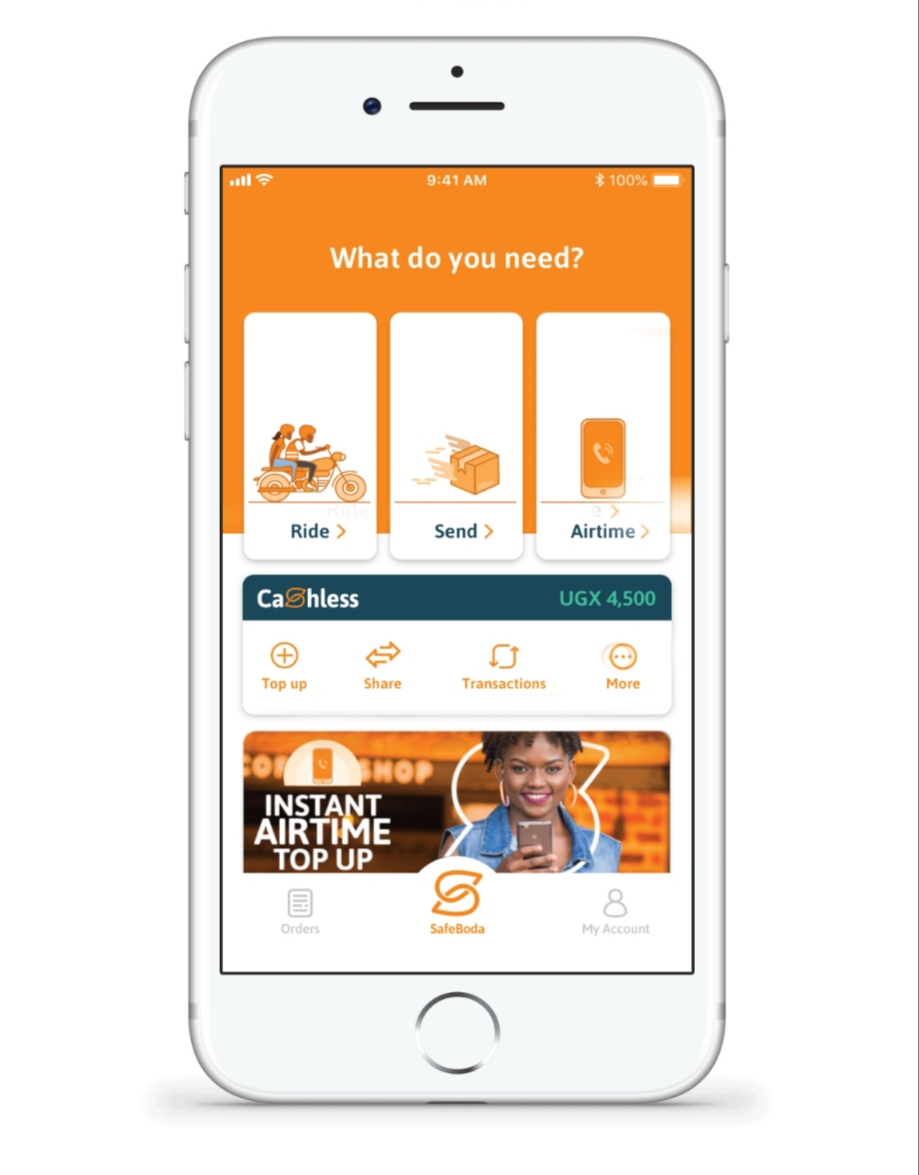 9:41 AM
100%
What do you need?
Ride >
Send >
Airtime >
Cashless
UGX 4,500
Top up
Share
Transactions
More
SHOP
INSTANT
AIRTIME
TOP UP
Orders
SafeBoda
My Account